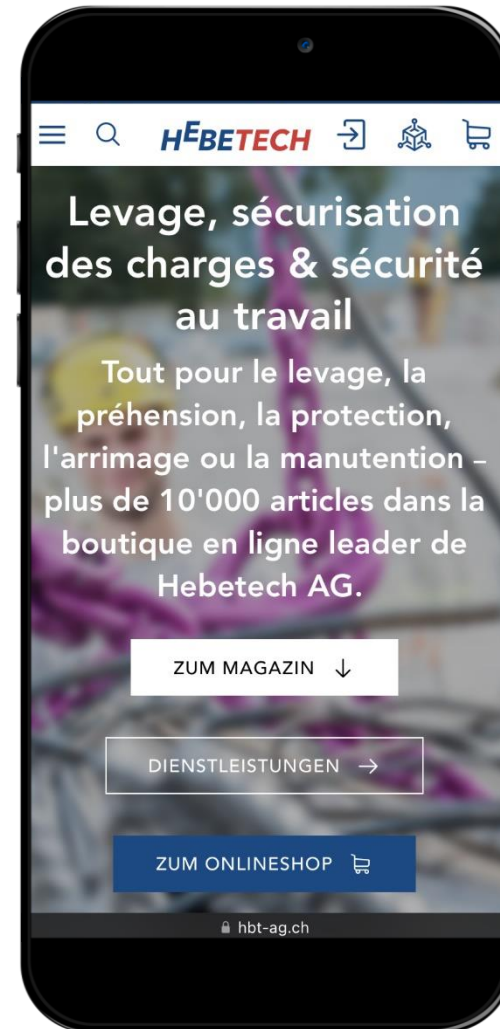 HEBETECH
Levage, sécurisation
des charges & sécurité
au travail
Tout pour le levage, la
préhension, la protection,
l'arrimage ou la manutention –
plus de 10'000 articles dans la
boutique en ligne leader de
Hebetech AG.
ZUM MAGAZIN
DIENSTLEISTUNGEN
ZUM ONLINESHOP
hbt-ag.ch